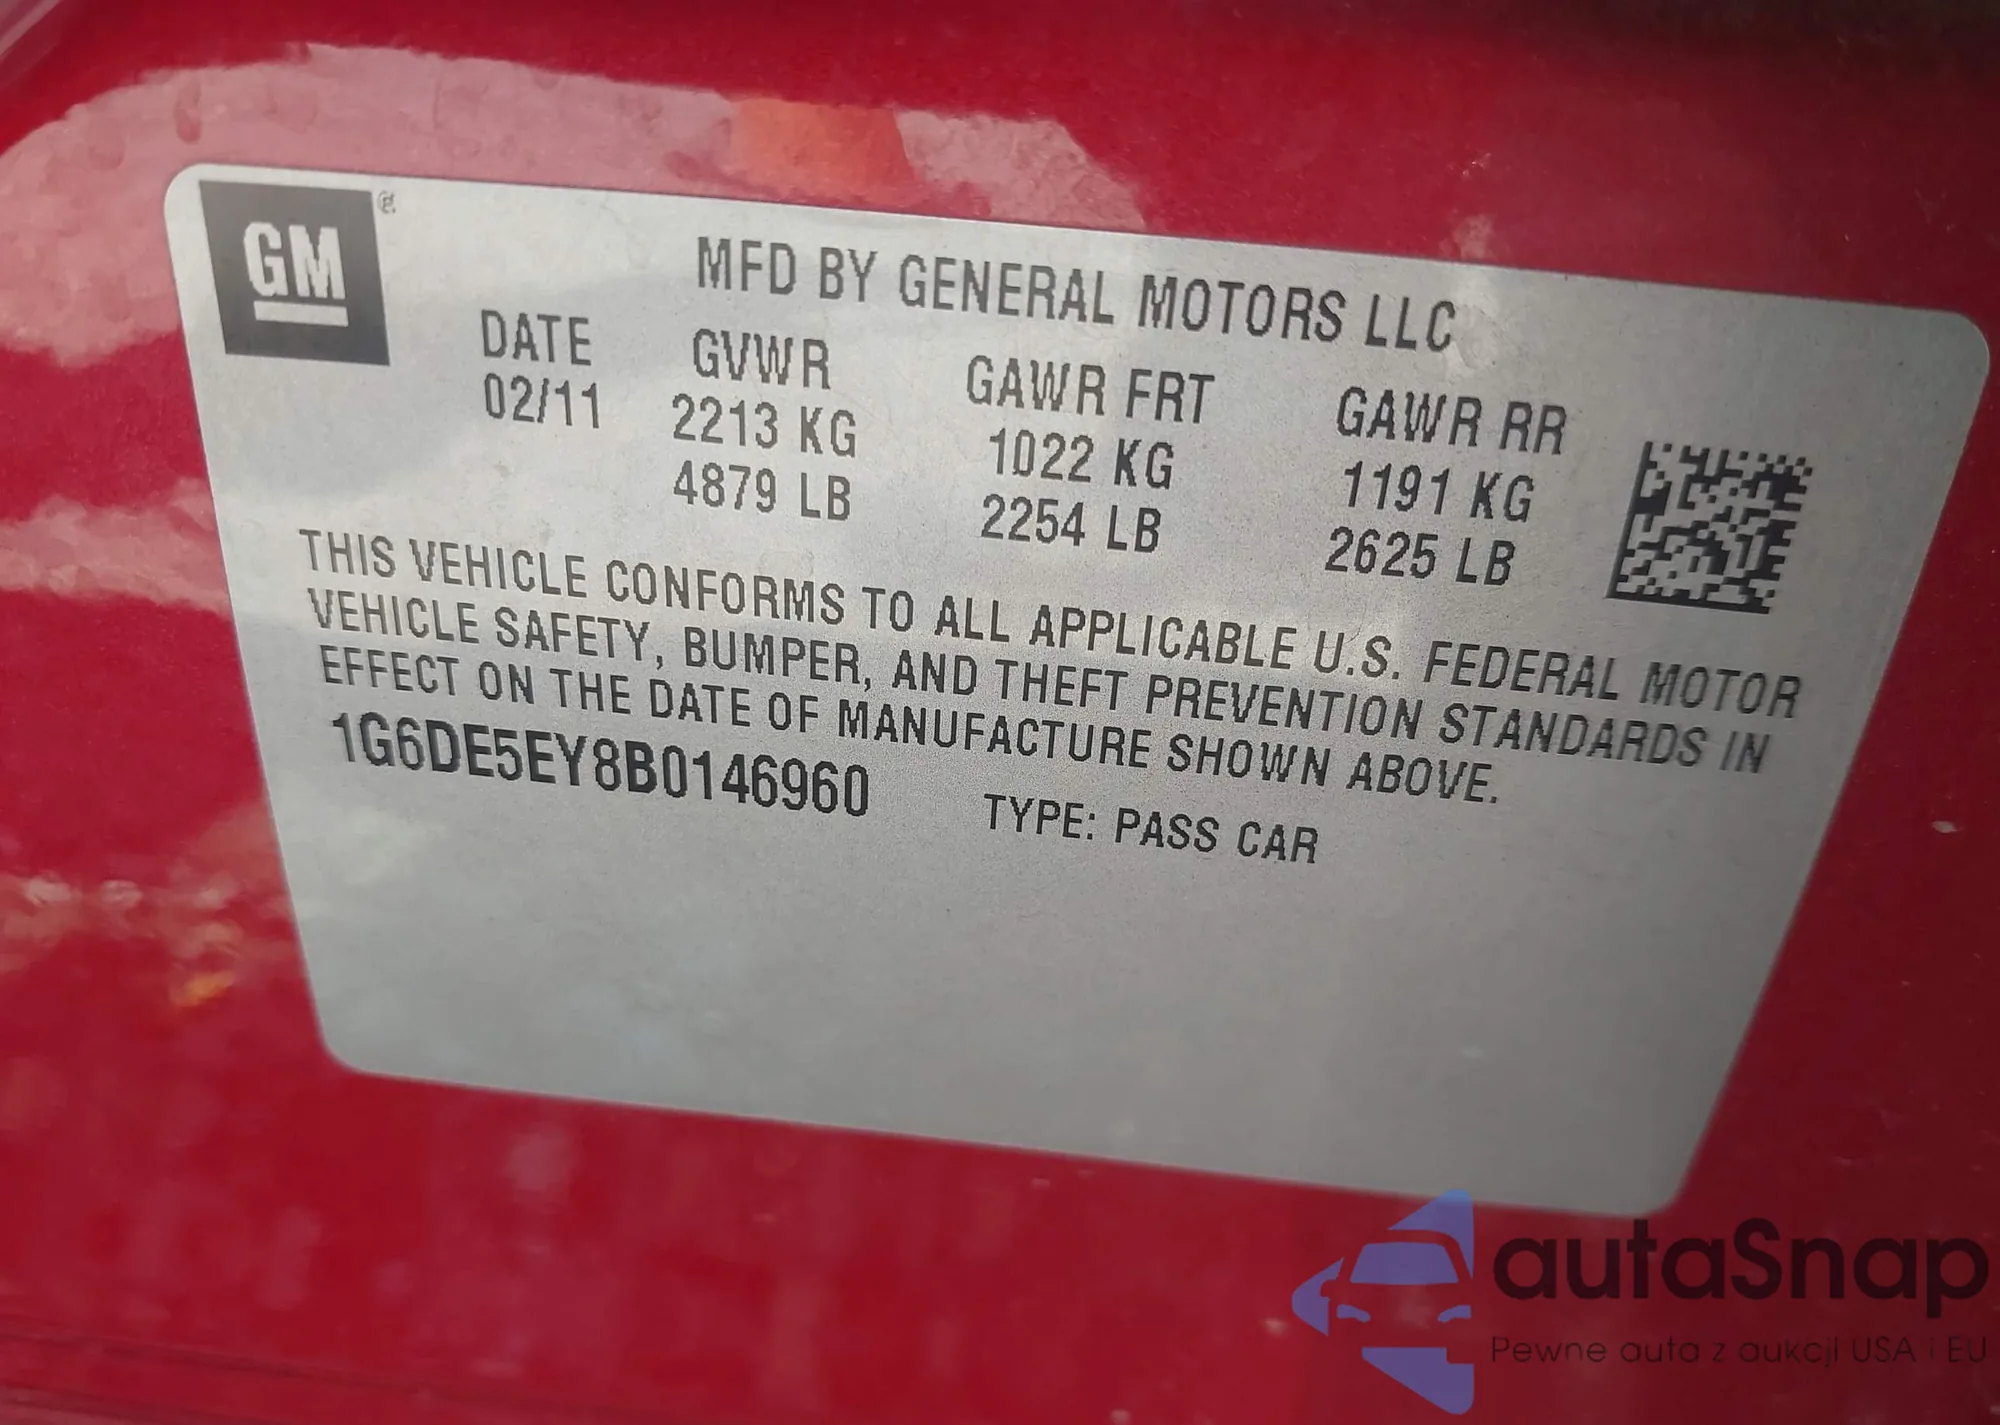 GM
MFD BY GENERAL MOTORS LLC
DATE GVWR GAWR FRT GAWR RR
02/11 2213 KG 1022 KG 1191 KG
4879 LB 2254 LB 2625 LB
THIS VEHICLE CONFORMS TO ALL APPLICABLE U.S. FEDERAL MOTOR
VEHICLE SAFETY, BUMPER, AND THEFT PREVENTION STANDARDS IN
EFFECT ON THE DATE OF MANUFACTURE SHOWN ABOVE.
1G6DE5EY8B0146960 TYPE: PASS CAR
autaSnap
Pewne auta z aukcji USA i EU